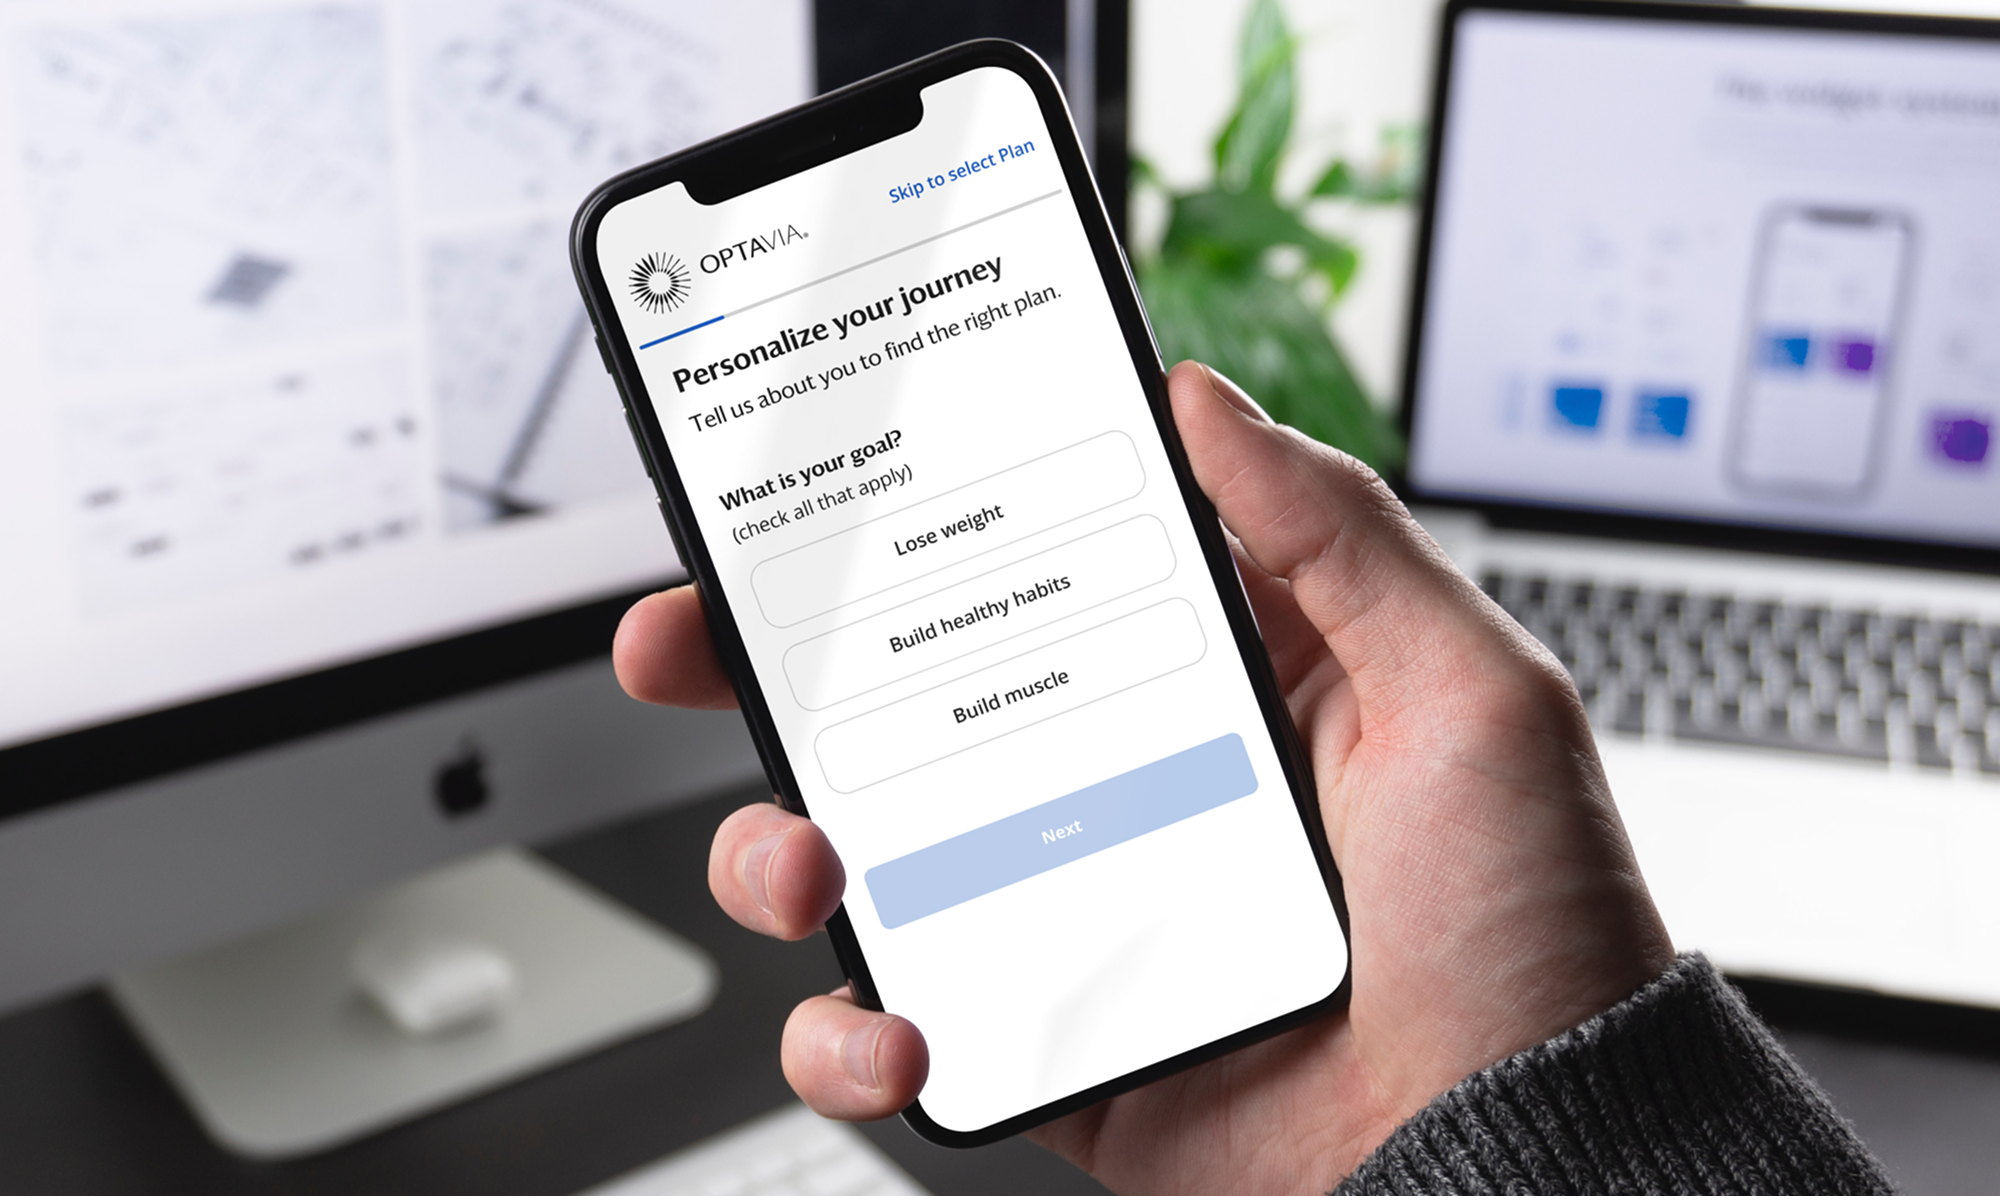 Skip to select Plan
OPTAVIA®
Personalize your journey
Tell us about you to find the right plan.
What is your goal?
(check all that apply)
Lose weight
Build healthy habits
Build muscle
Next